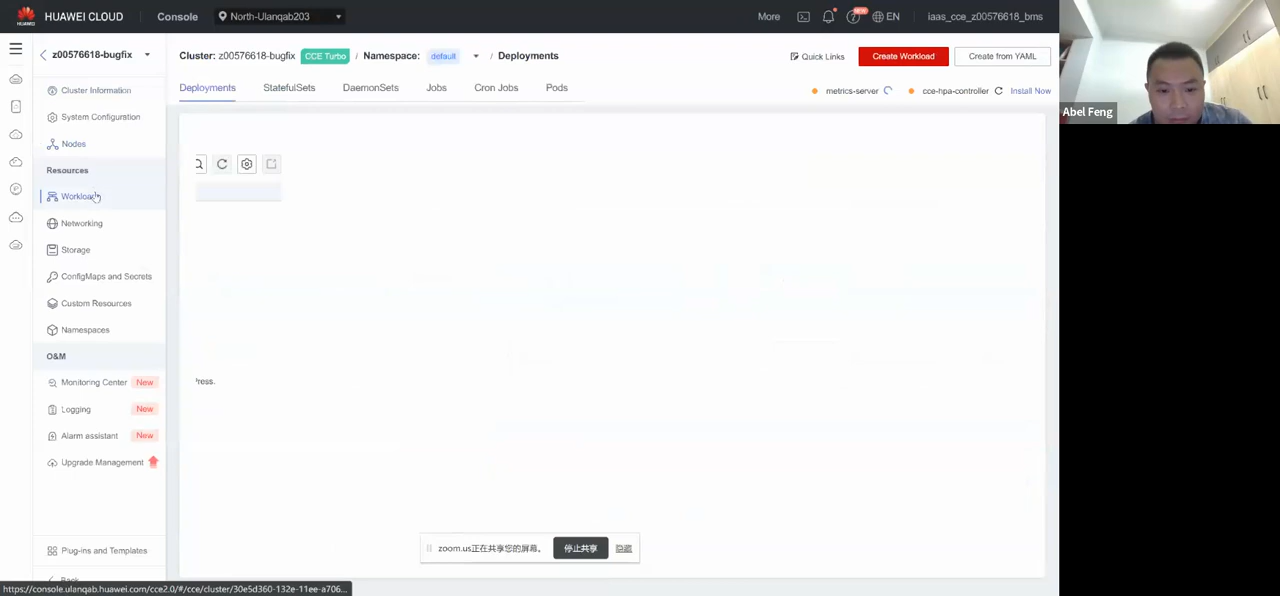 HUAWEI
HUAWEI CLOUD
Console
North-Ulanqab203
More
NEW
EN
iaas_cce_z00576618_bms
z00576618-bugfix
Cluster: z00576618-bugfix CCE Turbo / Namespace: default / Deployments
Quick Links
Create Workload
Create from YAML
Deployments
StatefulSets
DaemonSets
Jobs
Cron Jobs
Pods
metrics-server
cce-hpa-controller
Install Now
Cluster Information
System Configuration
Nodes
Resources
Workloads
Networking
Storage
ConfigMaps and Secrets
Custom Resources
Namespaces
O&M
Monitoring Center New
Logging New
Alarm assistant New
Upgrade Management
Plug-ins and Templates
Back
Abel Feng
zoom.us正在共享您的屏幕。
停止共享
隐藏
https://console.ulanqab.huawei.com/cce2.0/#/cce/cluster/30e5d360-132e-11ee-a706...